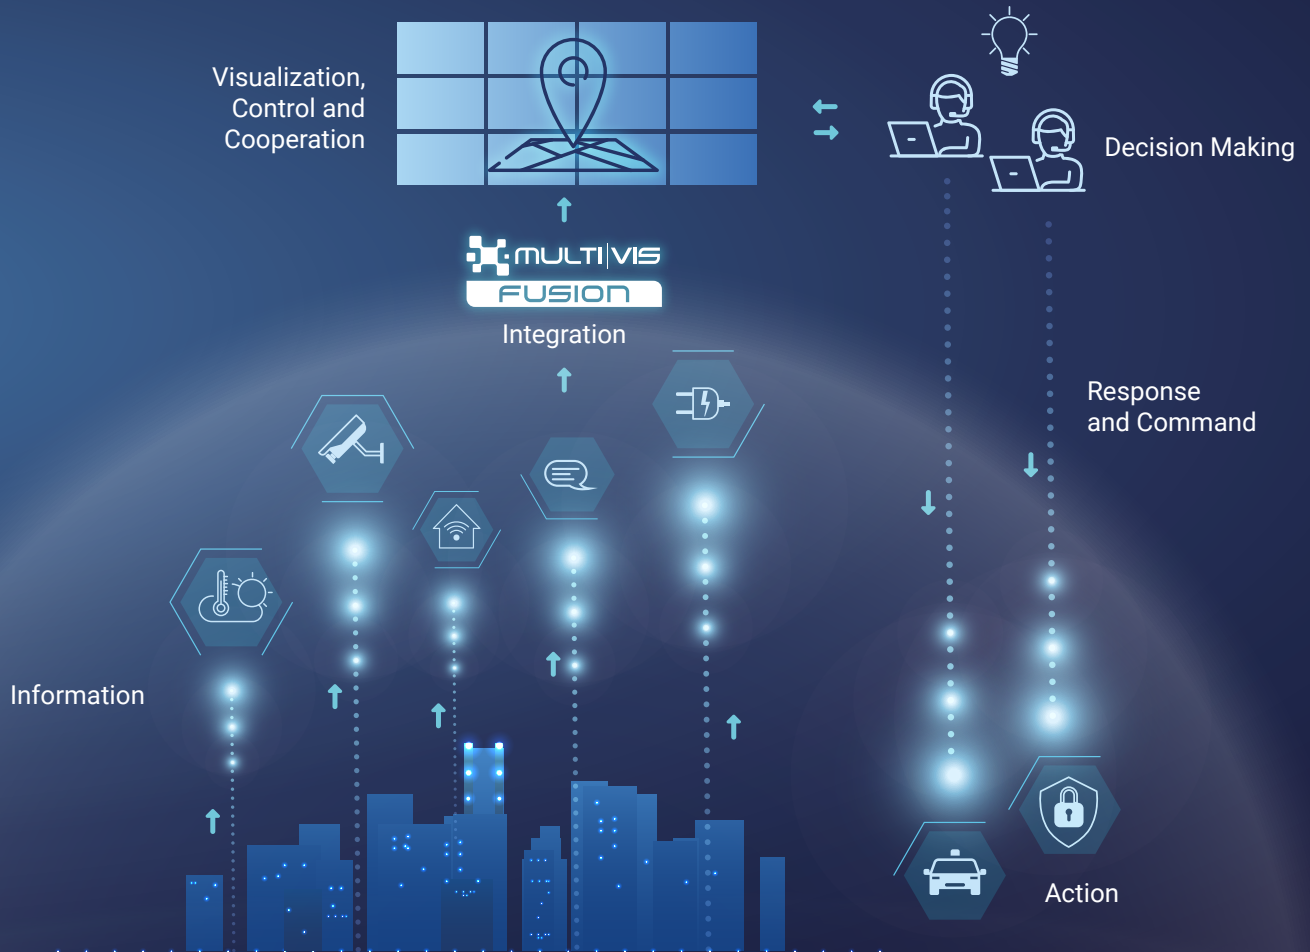 Visualization,
Control and
Cooperation
Decision Making
MULTI|VIS
FUSION
Integration
Response
and Command
Information
Action